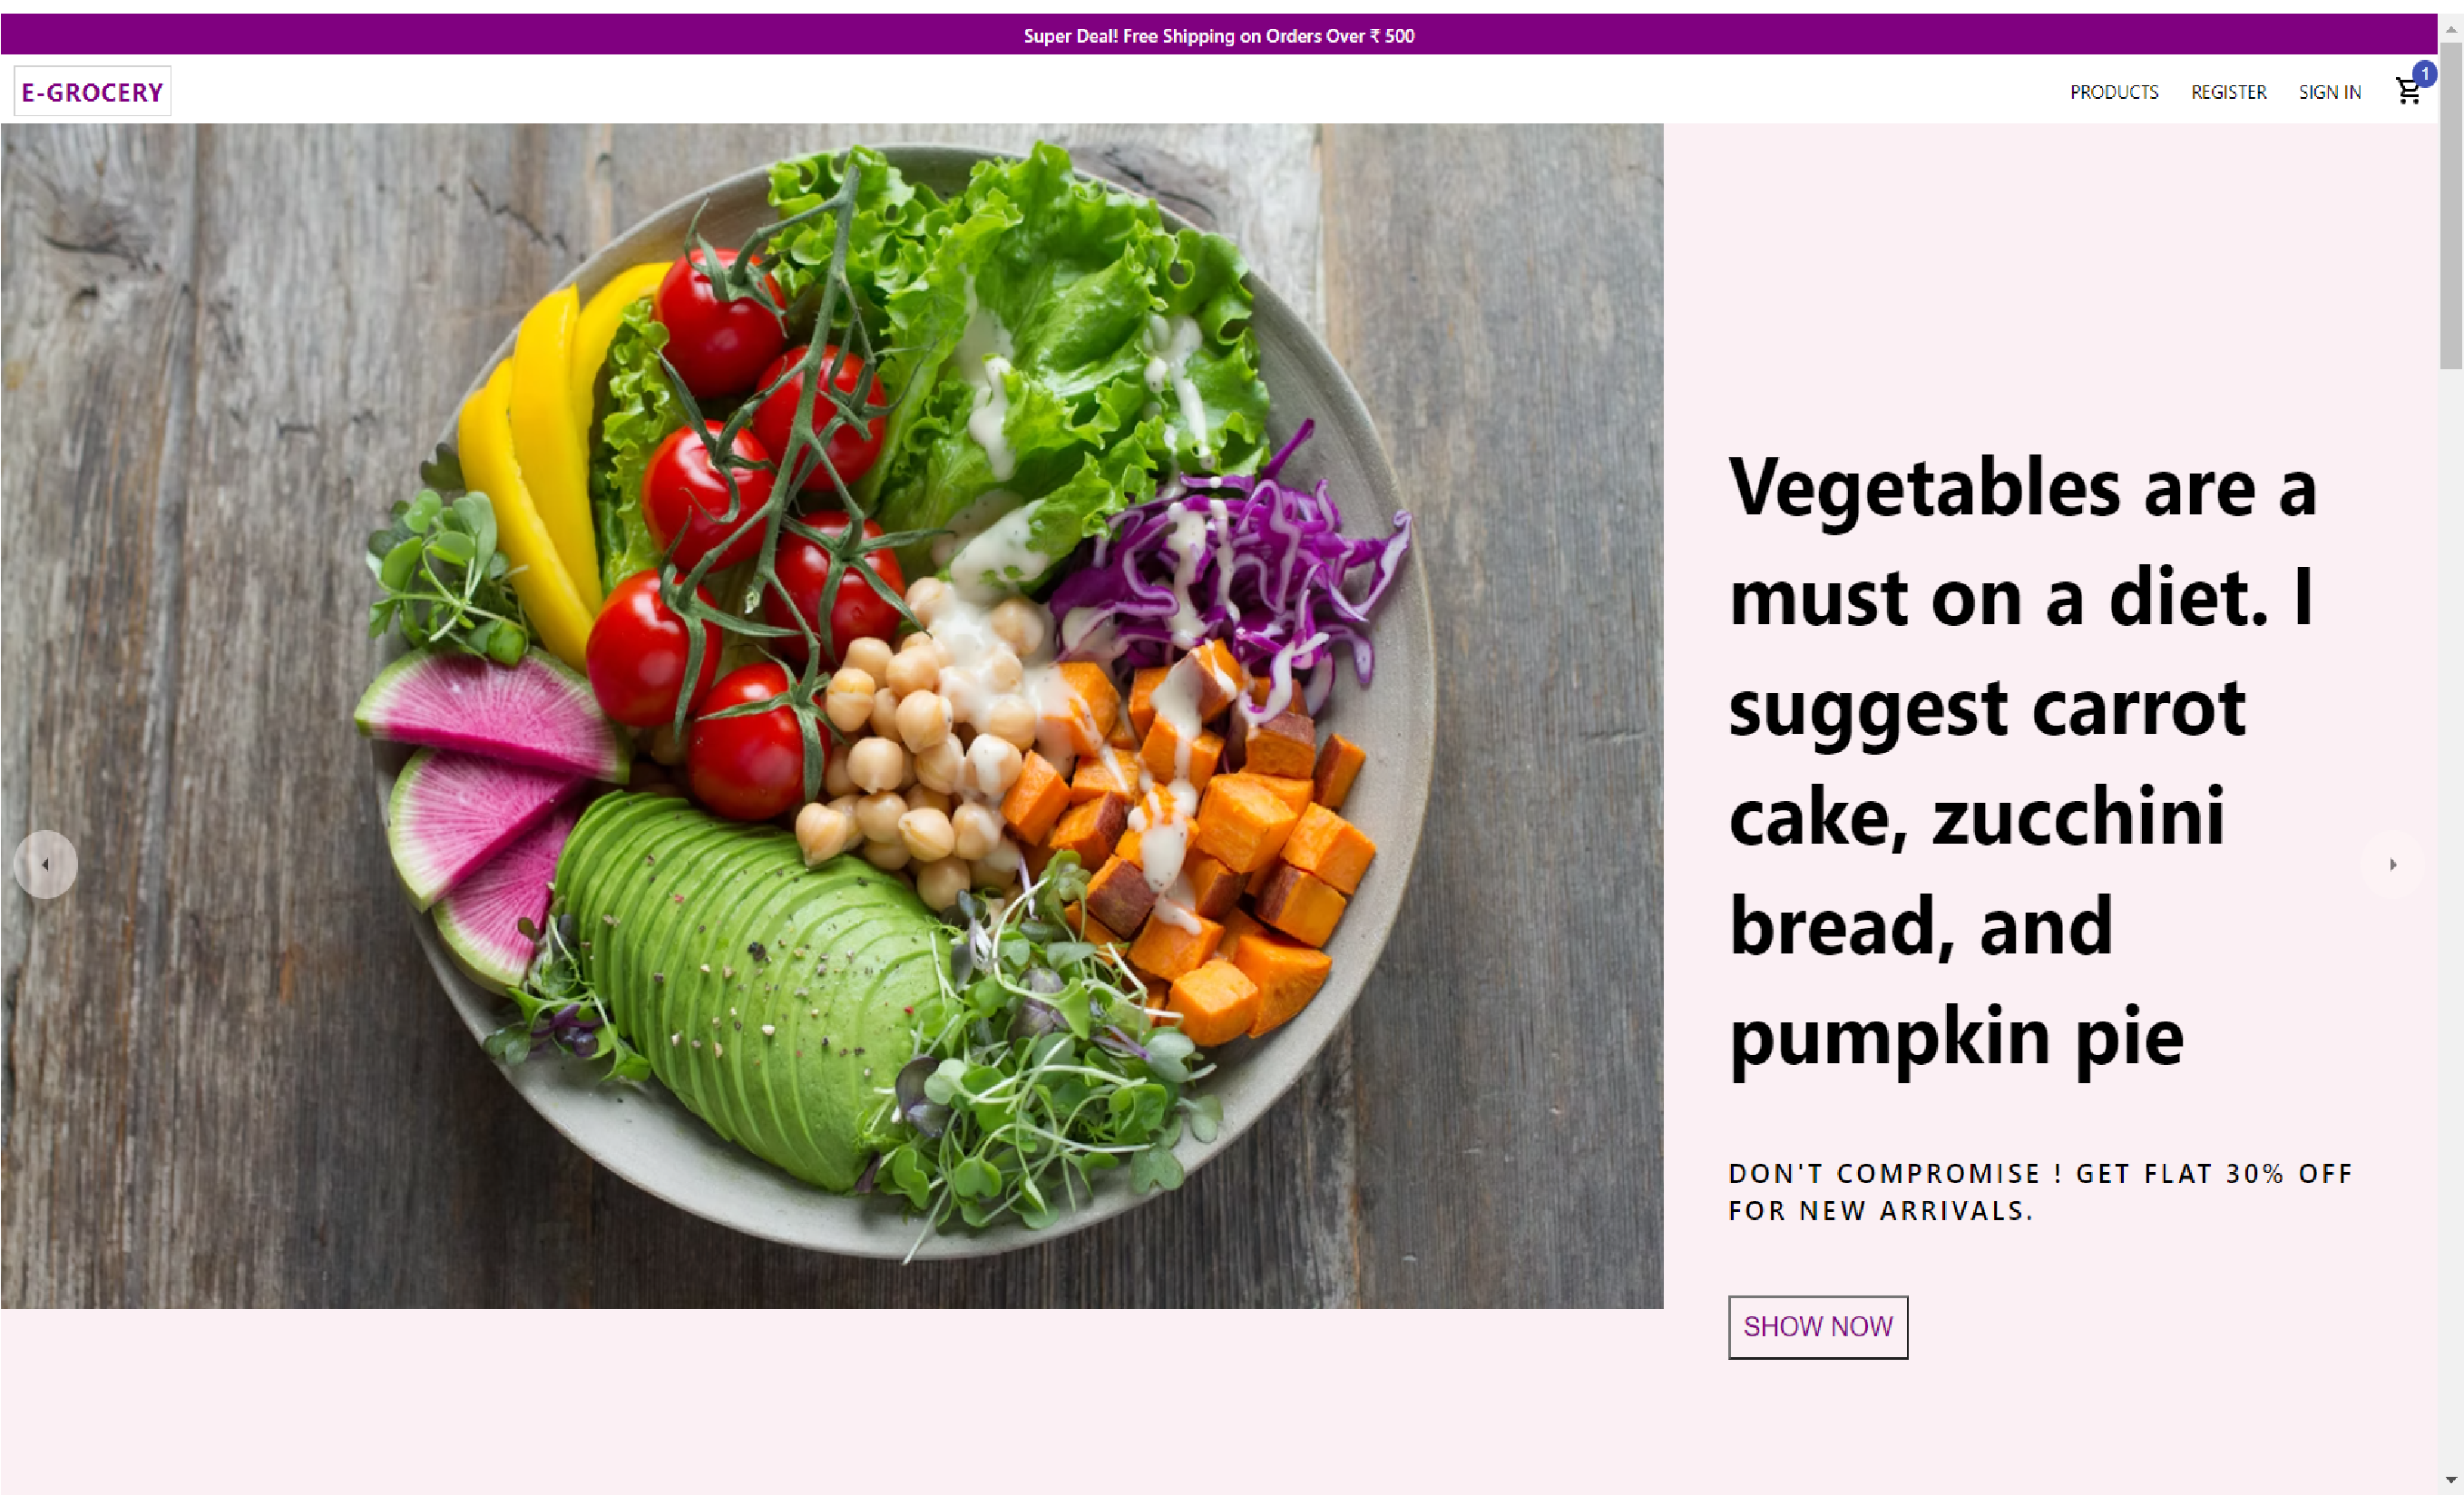 Super Deal! Free Shipping on Orders Over ₹ 500
E-GROCERY
PRODUCTS REGISTER SIGN IN 1
Vegetables are a
must on a diet. I
suggest carrot
cake, zucchini
bread, and
pumpkin pie
DON'T COMPROMISE ! GET FLAT 30% OFF
FOR NEW ARRIVALS.
SHOW NOW